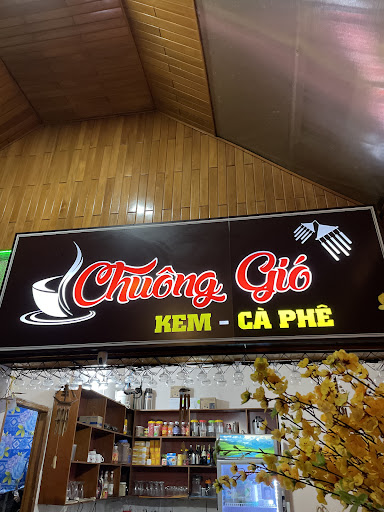 Chuông Gió
KEM - CÀ PHÊ